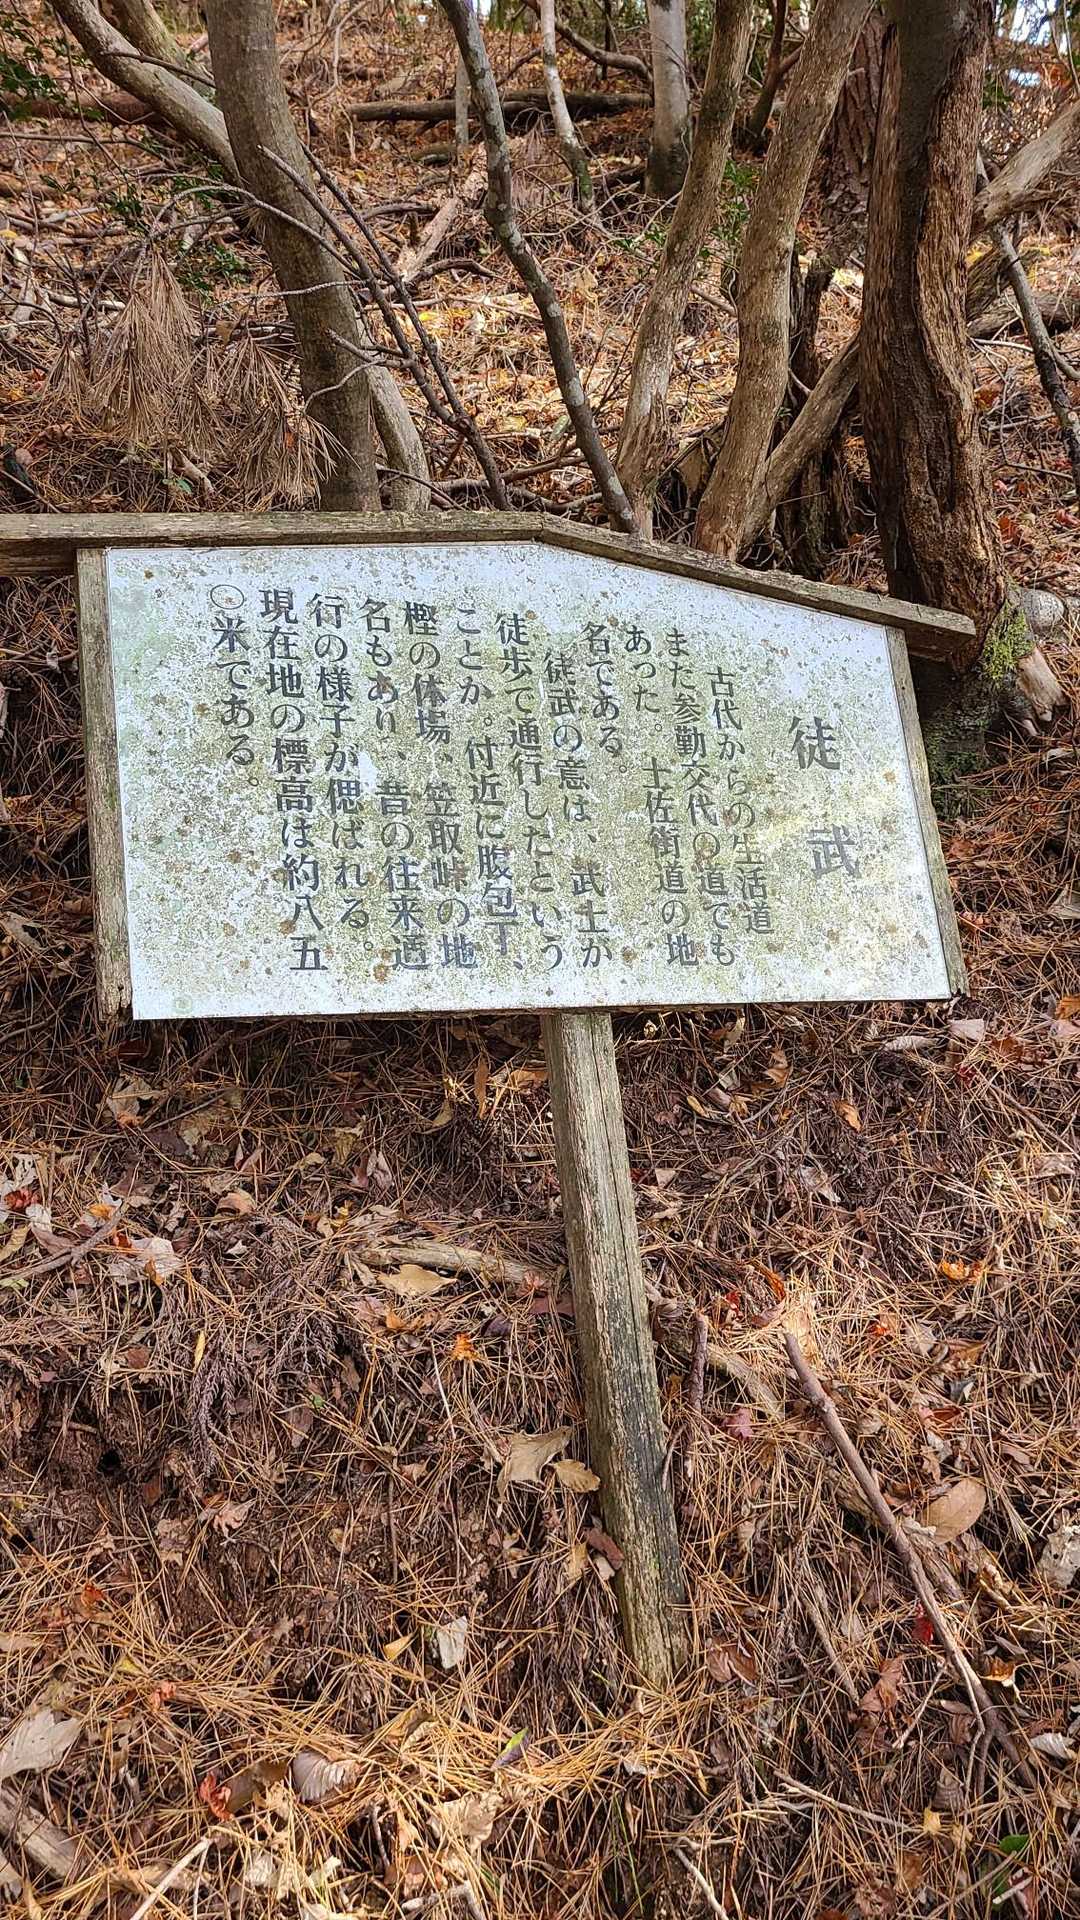 徒武
古代からの生活道
また参勤交代の道でも
あった。土佐街道の地
名である。
徒武の意は、武士が
徒歩で通行したという
ことか。付近に腹包丁、
樫の休場、笠取峠の地
名もあり、昔の往来通
行の様子が偲ばれる。
現在地の標高は約八五
〇米である。